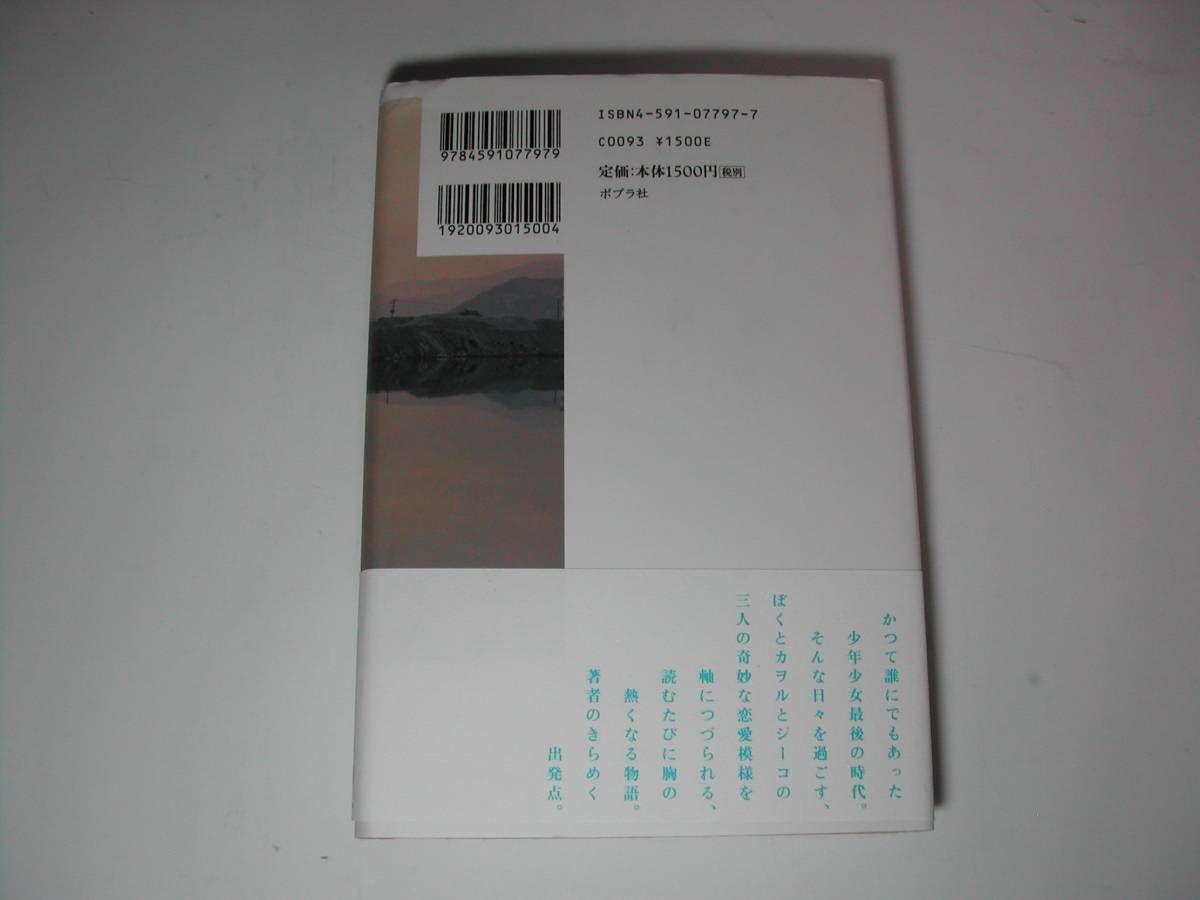 ISBN4-591-07797-7
C0093 ¥1500E
定価:本体1500円税別
ポプラ社
9784591077979
1920093015004
かつて誰にでもあった
少年少女最後の時代。
そんな日々を過ごす、
ぼくとカヲルとジーコの
三人の奇妙な恋愛模様を
軸につづられる、
読むたびに胸の
熱くなる物語。
著者のきらめく
出発点。